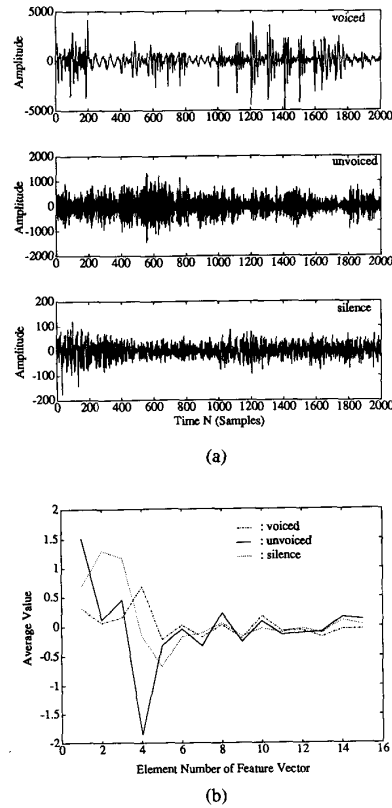 5000
voiced
Amplitude
0
-5000
0 200 400 600 800 1000 1200 1400 1600 1800 2000
2000
unvoiced
1000
Amplitude
0
-1000
-2000
0 200 400 600 800 1000 1200 1400 1600 1800 2000
200
silence
100
Amplitude
0
-100
-200
0 200 400 600 800 1000 1200 1400 1600 1800 2000
Time N (Samples)
(a)
2
1.5
: voiced
: unvoiced
: silence
1
0.5
Average Value
0
-0.5
-1
-1.5
-2
0 2 4 6 8 10 12 14 16
Element Number of Feature Vector
(b)